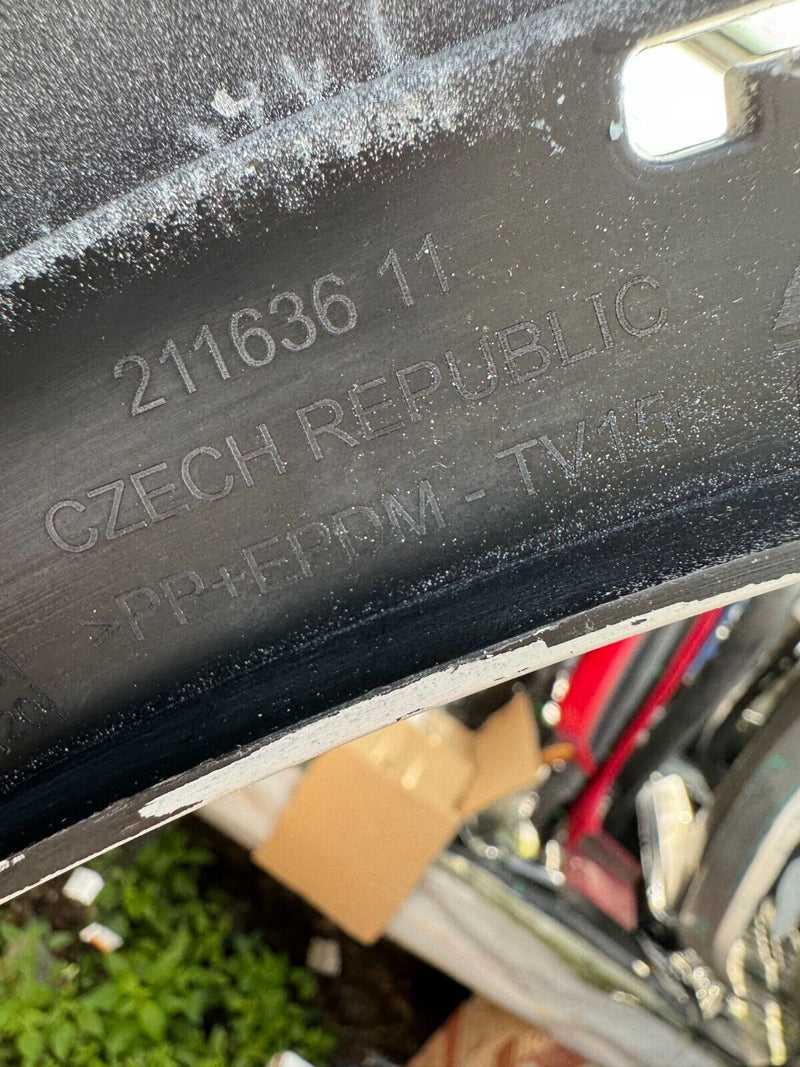 211636 11
CZECH REPUBLIC
>PP+EPDM - TV15<